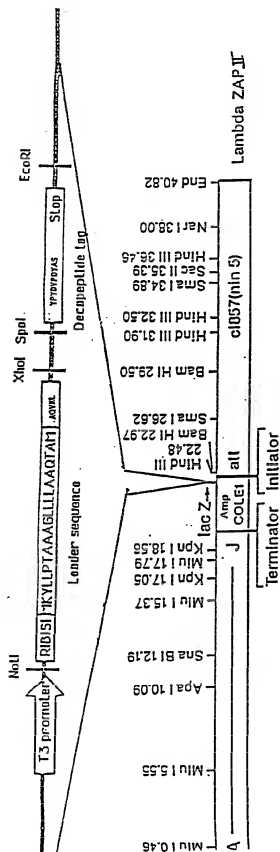 NotI XhoI SpeI EcoRI
T3 promoter RIDISI MKYLLPTAAAGLLLLAAQTAM YPYDVPDYAS Stop
Leader sequence Decapeptide tag
Mlu I 0.46
Mlu I 5.55
Apa I 10.09
Sna BI 12.19
Mlu I 15.37
Kpn I 17.05
Mlu I 17.79
Kpn I 18.56
lac Z
Hind III 22.48
Bam HI 22.97
Sma I 26.62
Bam HI 29.50
Hind III 31.90
Hind III 32.50
Sma I 34.89
Sac II 35.39
Hind III 36.46
Nar I 38.00
End 40.82
A J Amp COLE1 att cI857(nin 5)
Terminator Initiator
Lambda ZAP II